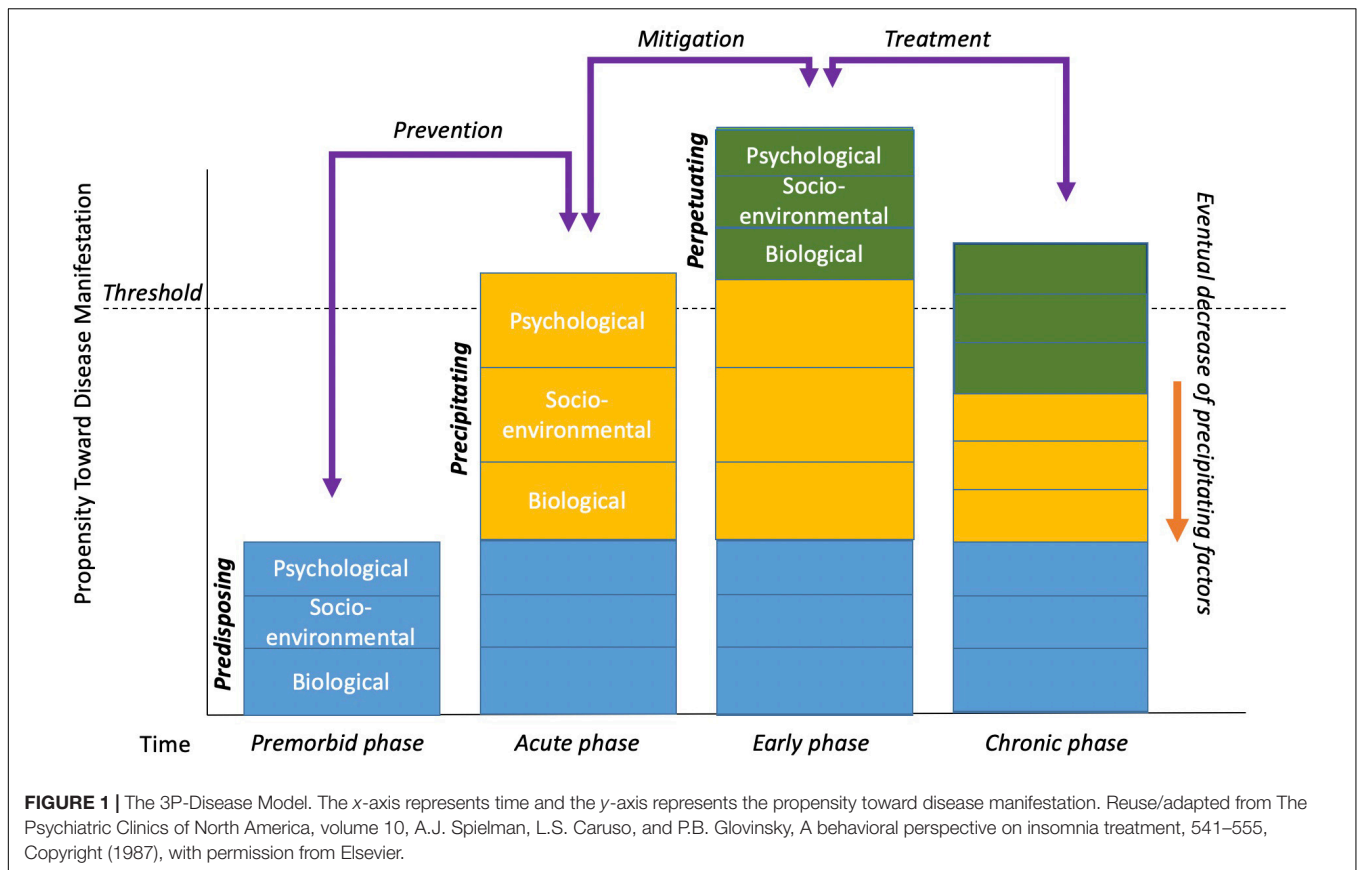 Mitigation
Treatment
Prevention
Propensity Toward Disease Manifestation
Threshold
Predisposing
Psychological
Socio-
environmental
Biological
Precipitating
Psychological
Socio-
environmental
Biological
Perpetuating
Psychological
Socio-
environmental
Biological
Eventual decrease of precipitating factors
Time
Premorbid phase
Acute phase
Early phase
Chronic phase
FIGURE 1 | The 3P-Disease Model. The x-axis represents time and the y-axis represents the propensity toward disease manifestation. Reuse/adapted from The
Psychiatric Clinics of North America, volume 10, A.J. Spielman, L.S. Caruso, and P.B. Glovinsky, A behavioral perspective on insomnia treatment, 541–555,
Copyright (1987), with permission from Elsevier.